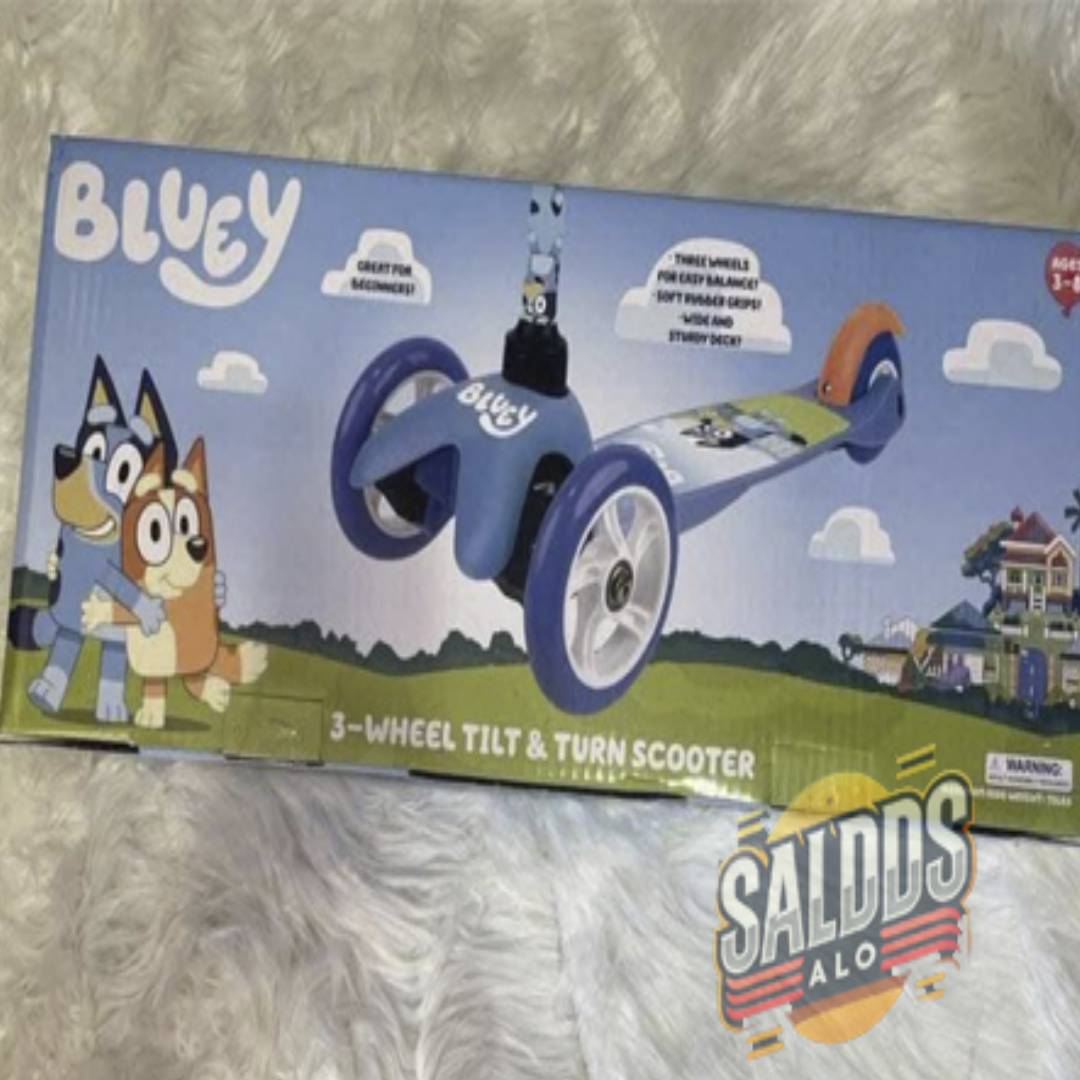 BLUEY
GREAT FOR
BEGINNERS!
· THREE WHEELS
FOR EASY BALANCE!
·SOFT RUBBER GRIPS!
·WIDE AND
STURDY DECK!
AGES
3-8
BLUEY
3-WHEEL TILT & TURN SCOOTER
WARNING:
SALDDS
ALO